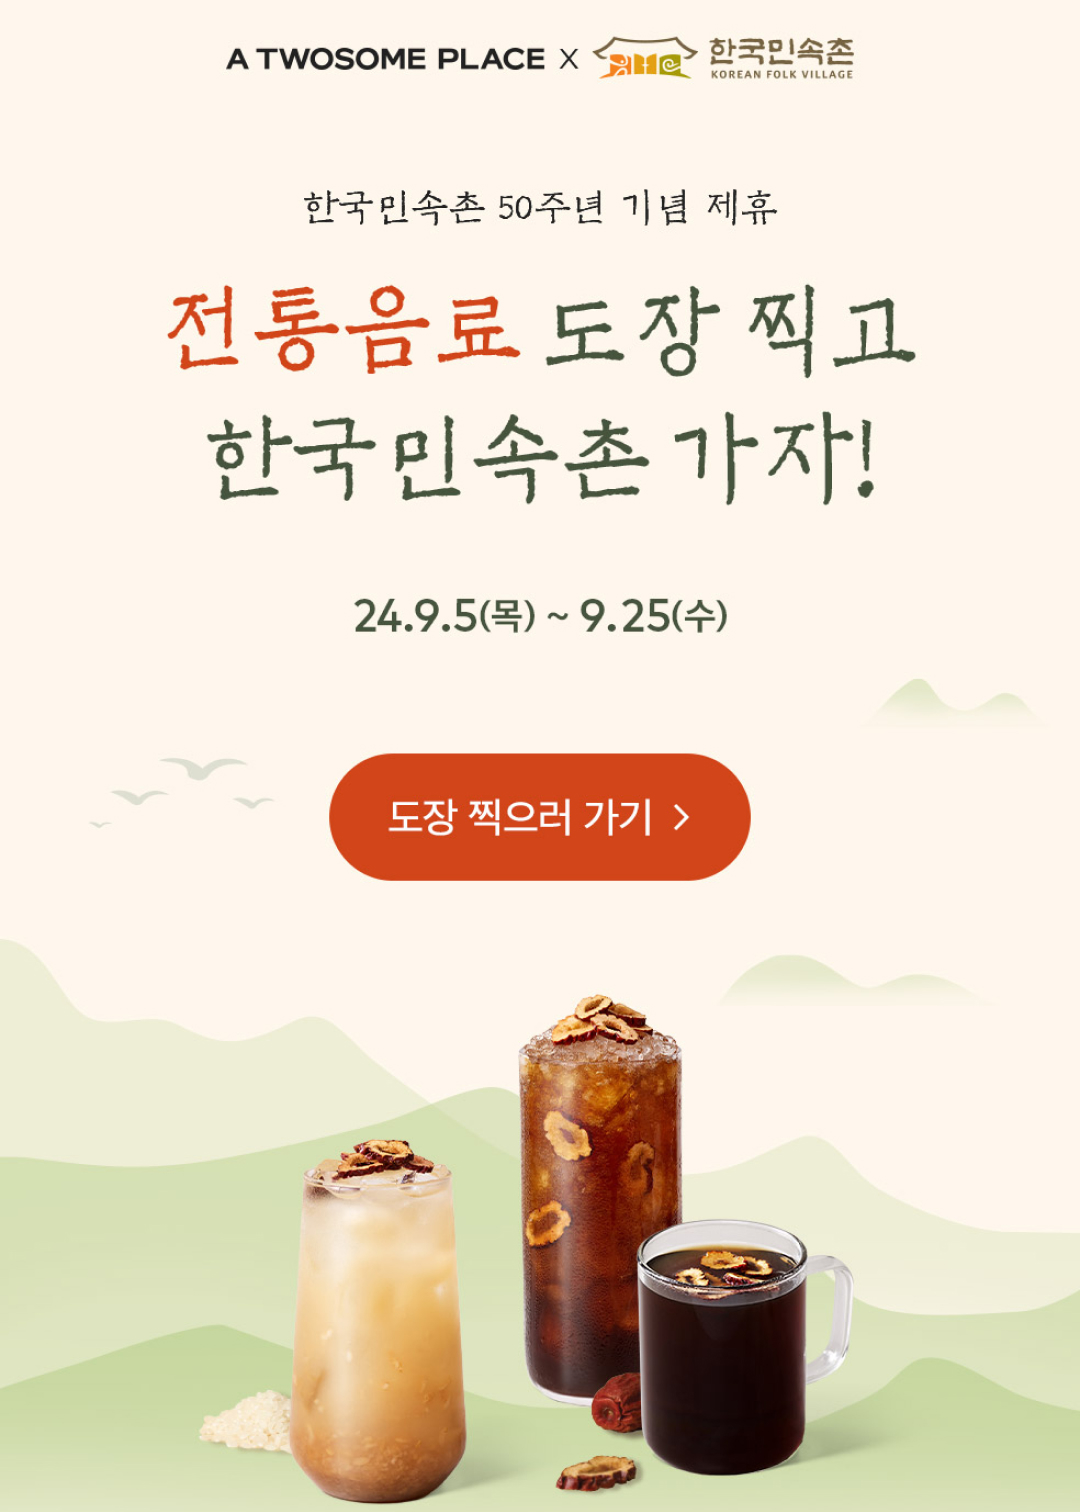 A TWOSOME PLACE X 한국민속촌
KOREAN FOLK VILLAGE
한국민속촌 50주년 기념 제휴
전통음료 도장 찍고
한국민속촌 가자!
24.9.5(목) ~ 9.25(수)
도장 찍으러 가기 >